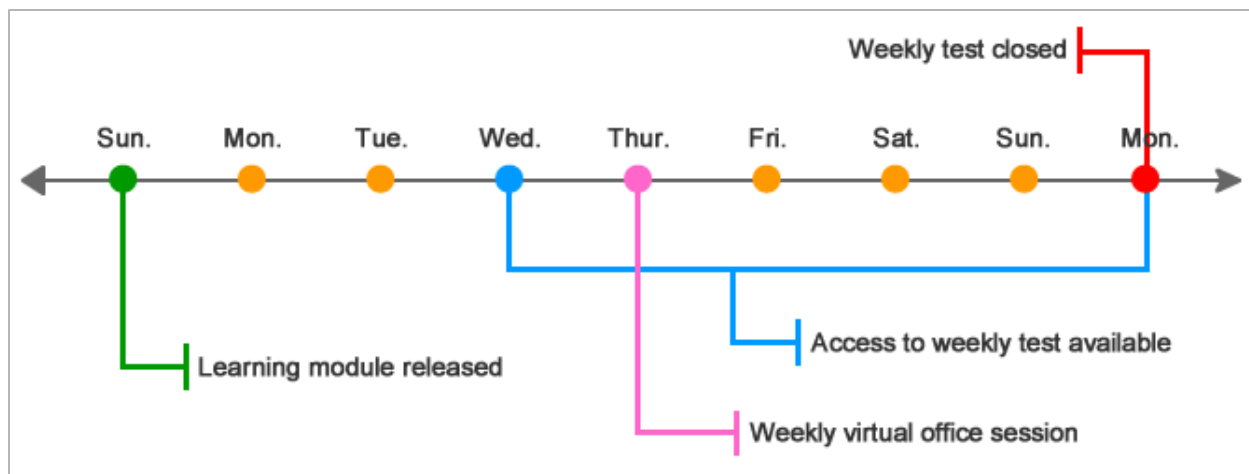 Weekly test closed
Sun. Mon. Tue. Wed. Thur. Fri. Sat. Sun. Mon.
Access to weekly test available
Learning module released
Weekly virtual office session